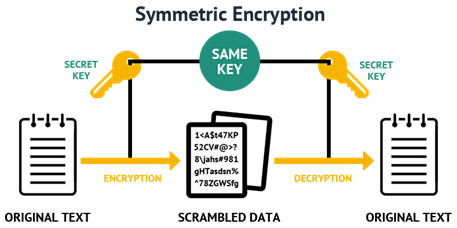 Symmetric Encryption
SECRET
KEY
SAME
KEY
SECRET
KEY
1<A$t47KP
52CV#@>?
8\jahs#981
gHTasdsn%
^78ZGWSfg
ENCRYPTION
DECRYPTION
ORIGINAL TEXT
SCRAMBLED DATA
ORIGINAL TEXT